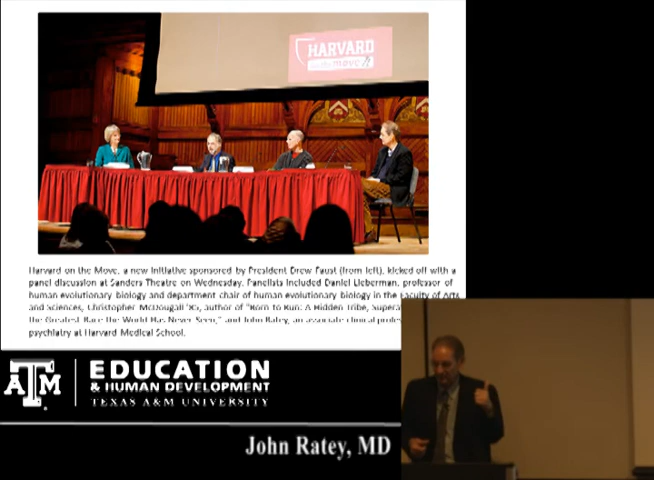 HARVARD
on the move
Harvard on the Move, a new initiative sponsored by President Drew Faust (from left), kicked off with a
panel discussion at Sanders Theatre on Wednesday. Panelists included Daniel Lieberman, professor of
human evolutionary biology and department chair of human evolutionary biology in the Faculty of Arts
and Sciences, Christopher McDougall '85, author of "Born to Run: A Hidden Tribe,
the Greatest Race the World Has Never Seen," and John Ratey, an associate clinical
psychiatry at Harvard Medical School.
ATM
EDUCATION
& HUMAN DEVELOPMENT
TEXAS A&M UNIVERSITY
John Ratey, MD